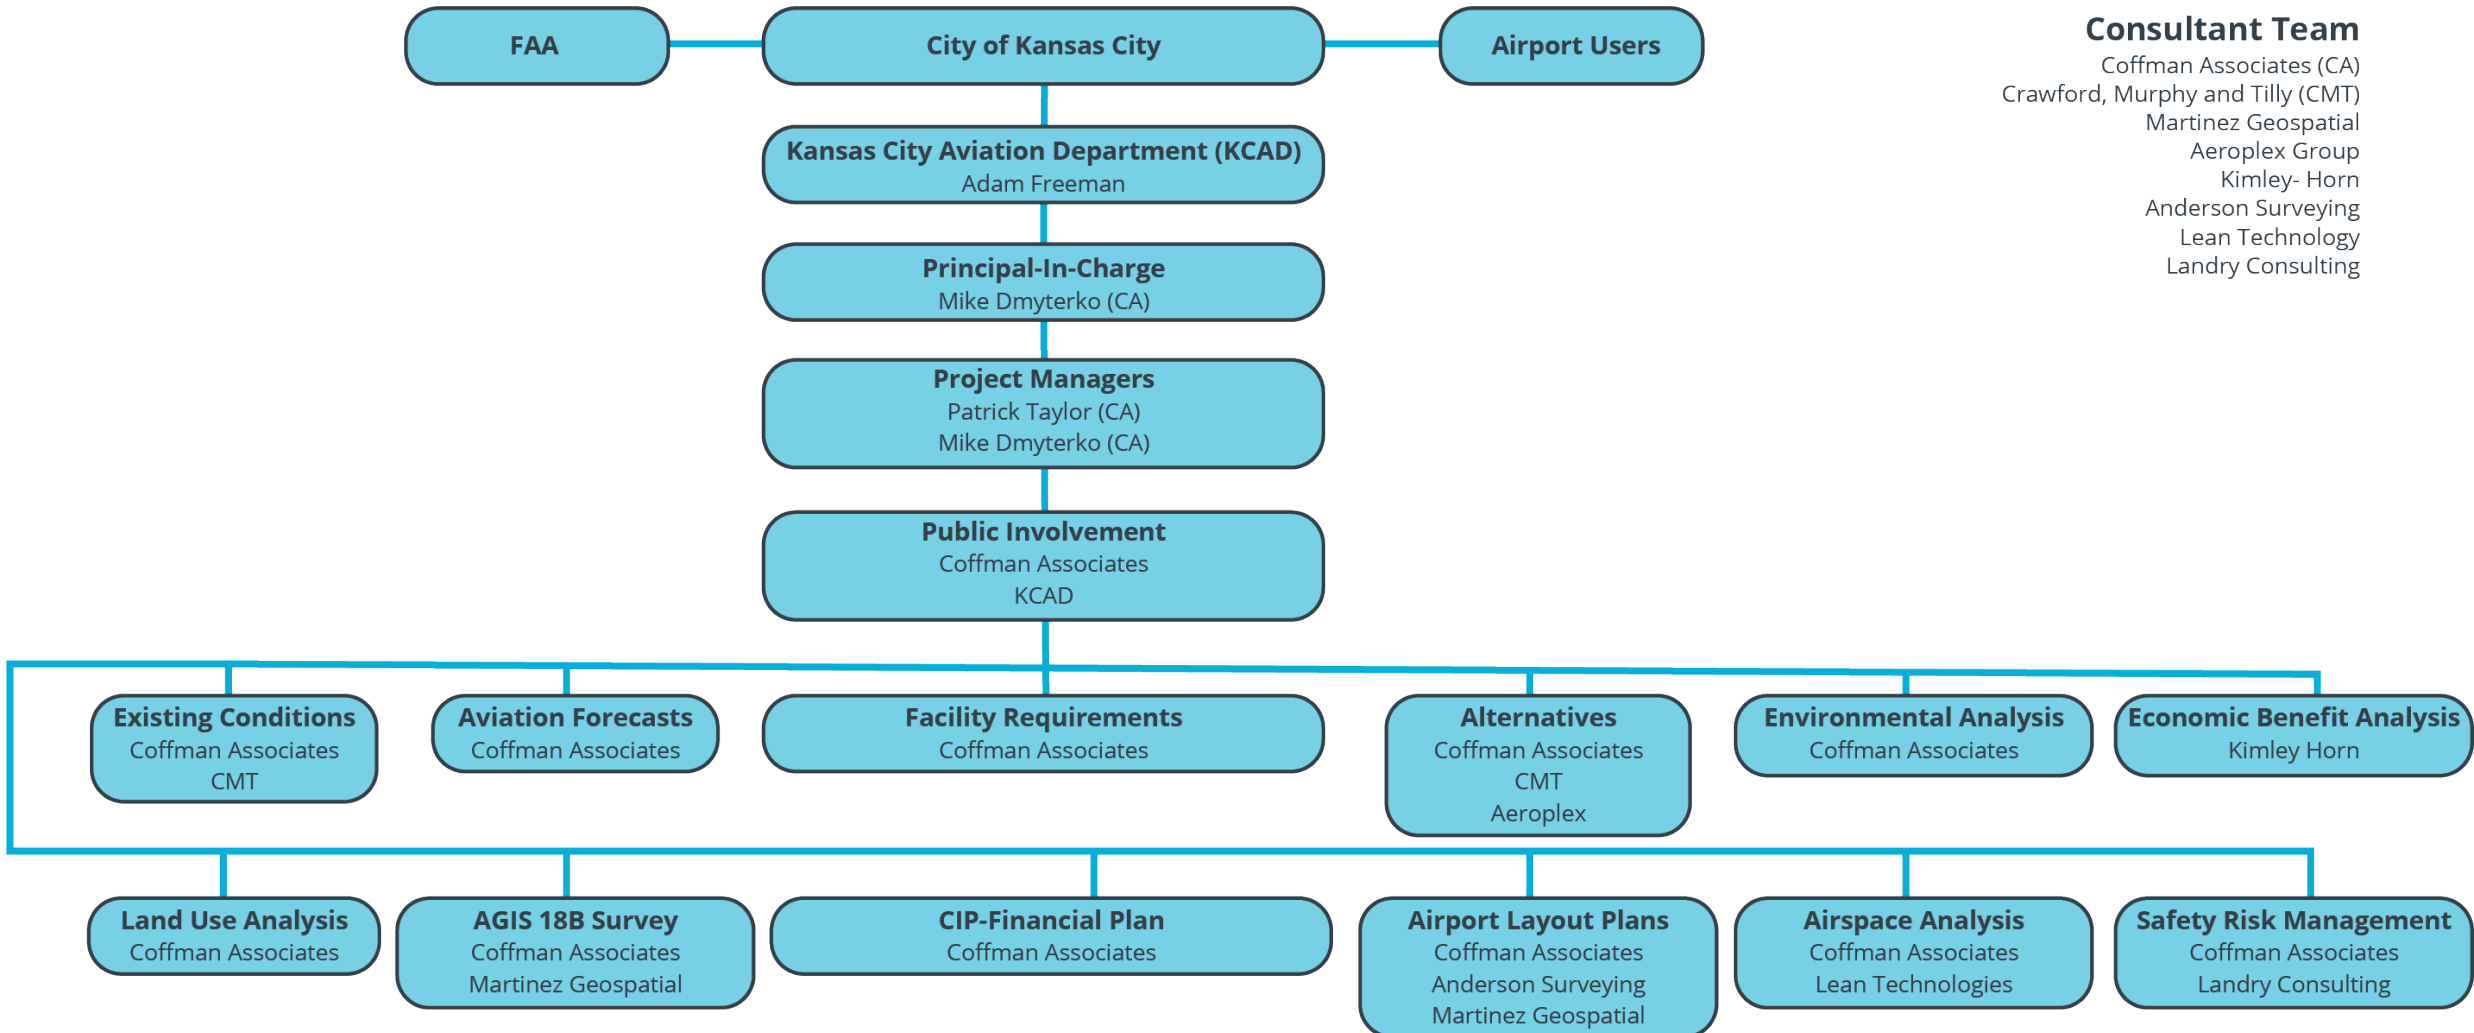 FAA
City of Kansas City
Airport Users
Consultant Team
Coffman Associates (CA)
Crawford, Murphy and Tilly (CMT)
Martinez Geospatial
Aeroplex Group
Kimley- Horn
Anderson Surveying
Lean Technology
Landry Consulting
Kansas City Aviation Department (KCAD)
Adam Freeman
Principal-In-Charge
Mike Dmyterko (CA)
Project Managers
Patrick Taylor (CA)
Mike Dmyterko (CA)
Public Involvement
Coffman Associates
KCAD
Existing Conditions
Coffman Associates
CMT
Aviation Forecasts
Coffman Associates
Facility Requirements
Coffman Associates
Alternatives
Coffman Associates
CMT
Aeroplex
Environmental Analysis
Coffman Associates
Economic Benefit Analysis
Kimley Horn
Land Use Analysis
Coffman Associates
AGIS 18B Survey
Coffman Associates
Martinez Geospatial
CIP-Financial Plan
Coffman Associates
Airport Layout Plans
Coffman Associates
Anderson Surveying
Martinez Geospatial
Airspace Analysis
Coffman Associates
Lean Technologies
Safety Risk Management
Coffman Associates
Landry Consulting